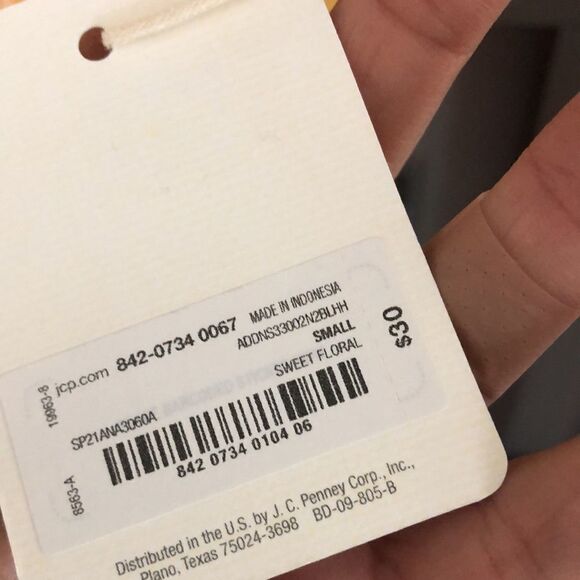 19963-8
jcp.com 842-0734 0067 MADE IN INDONESIA
ADDNS33002N2BLHH
SMALL
SP21ANA3060A SWEET FLORAL
$30
8563-A
842 0734 0104 06
Distributed in the U.S. by J. C. Penney Corp., Inc.,
Plano, Texas 75024-3698 BD-09-805-B